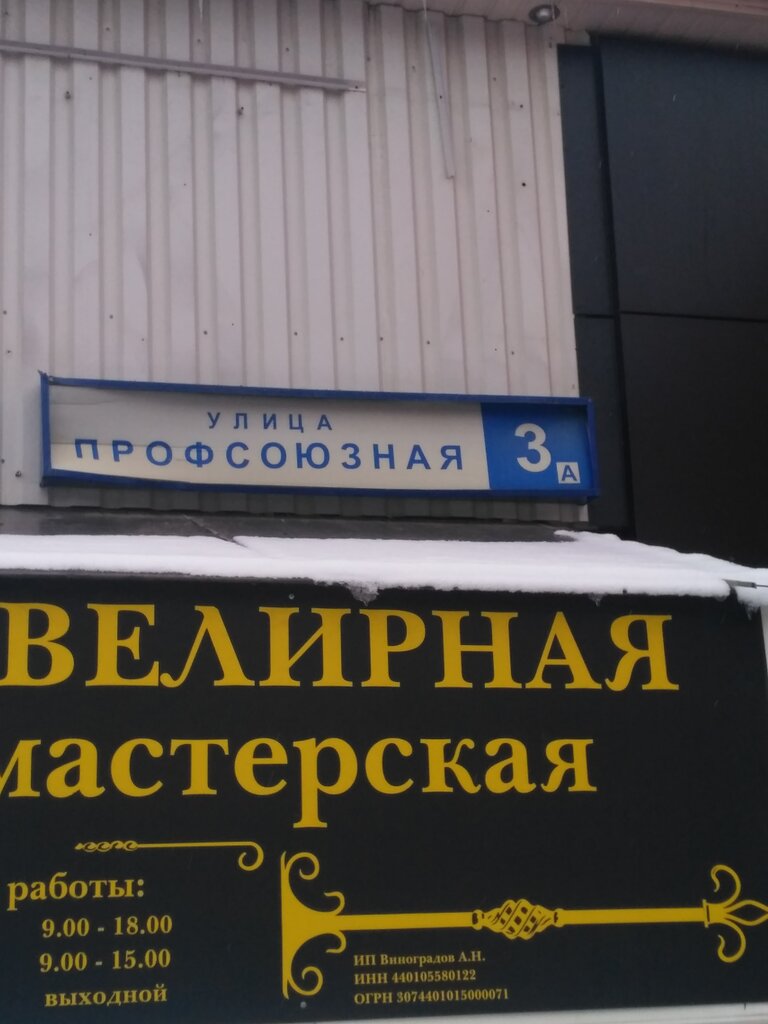 УЛИЦА
ПРОФСОЮЗНАЯ
3 А
ВЕЛИРНАЯ
мастерская
работы:
9.00 - 18.00
9.00 - 15.00
выходной
ИП Виноградов А.Н.
ИНН 440105580122
ОГРН 3074401015000071